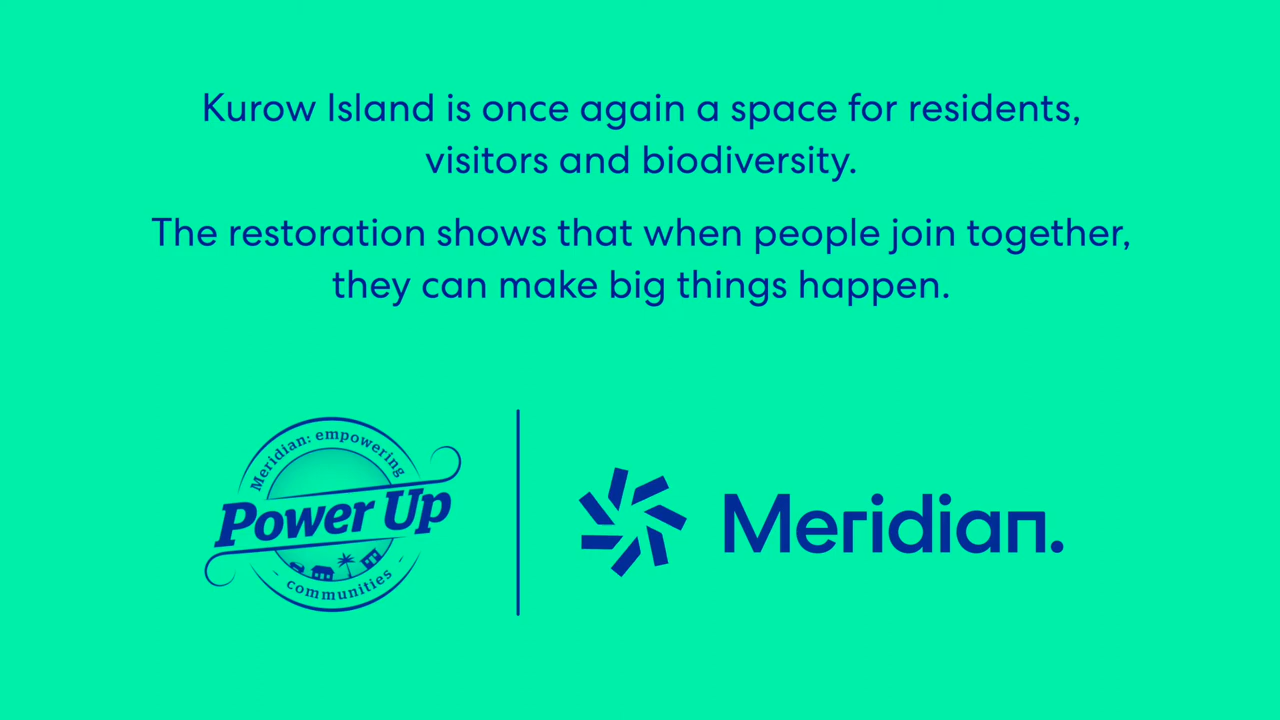 Kurow Island is once again a space for residents,
visitors and biodiversity.
The restoration shows that when people join together,
they can make big things happen.
Meridian: empowering
Power Up
communities
Meridian.